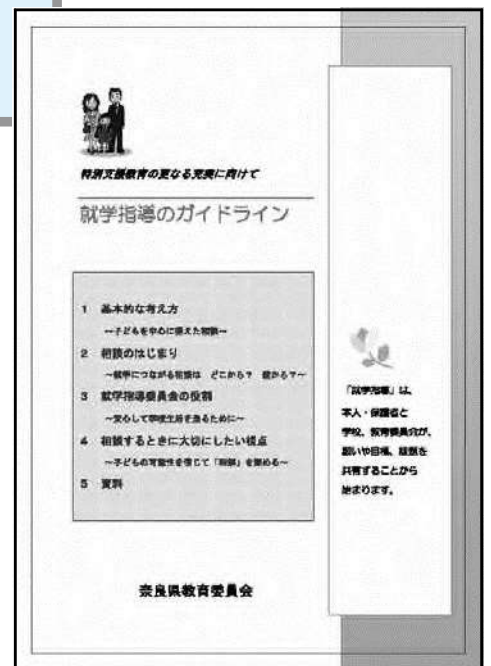 特別支援教育の更なる充実に向けて
就学指導のガイドライン
1 基本的な考え方
～子どもを中心に据えた相談～
2 相談のはじまり
～就学につながる相談は どこから? 誰から?～
3 就学指導委員会の役割
～安心して学校生活を送るために～
4 相談するときに大切にしたい視点
～子どもの可能性を信じて「理解」を深める～
5 資料
奈良県教育委員会
「就学指導」は、
本人・保護者と
学校、教育委員会が、
願いや目標、課題を
共有することから
始まります。